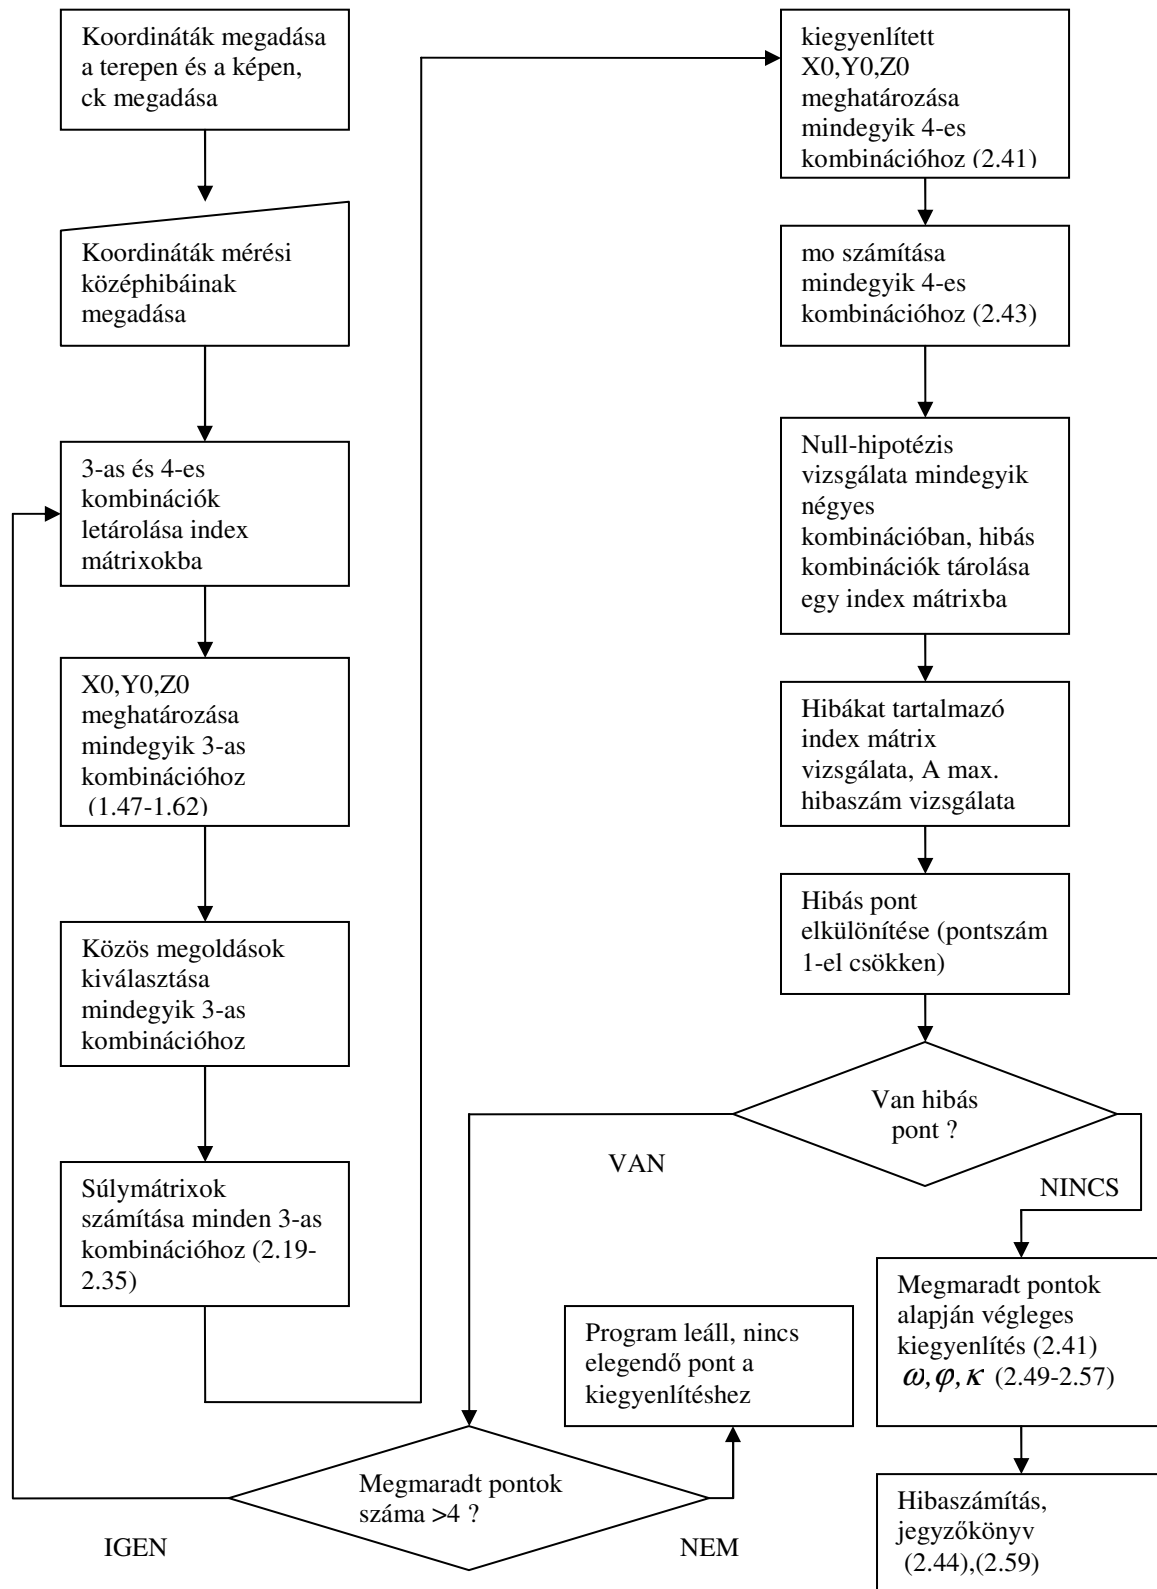 Koordináták megadása
a terepen és a képen,
ck megadása
Koordináták mérési
középhibáinak
megadása
3-as és 4-es
kombinációk
letárolása index
mátrixokba
X0,Y0,Z0
meghatározása
mindegyik 3-as
kombinációhoz
(1.47-1.62)
Közös megoldások
kiválasztása
mindegyik 3-as
kombinációhoz
Súlymátrixok
számítása minden 3-as
kombinációhoz (2.19-
2.35)
kiegyenlített
X0,Y0,Z0
meghatározása
mindegyik 4-es
kombinációhoz (2.41)
mo számítása
mindegyik 4-es
kombinációhoz (2.43)
Null-hipotézis
vizsgálata mindegyik
négyes
kombinációban, hibás
kombinációk tárolása
egy index mátrixba
Hibákat tartalmazó
index mátrix
vizsgálata, A max.
hibaszám vizsgálata
Hibás pont
elkülönítése (pontszám
1-el csökken)
Van hibás
pont ?
VAN
NINCS
Megmaradt pontok
alapján végleges
kiegyenlítés (2.41)
ω, φ, κ (2.49-2.57)
Hibaszámítás,
jegyzőkönyv
(2.44),(2.59)
Program leáll, nincs
elegendő pont a
kiegyenlítéshez
Megmaradt pontok
száma >4 ?
IGEN
NEM